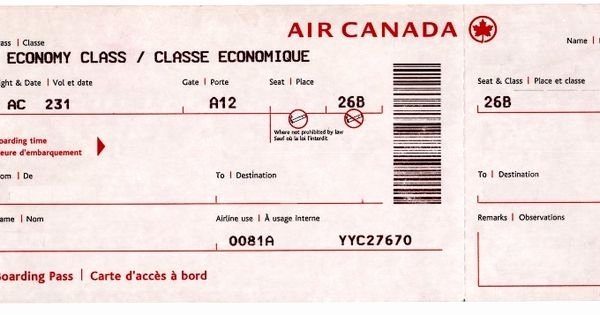 AIR CANADA
ass | Classe
Name |
ECONOMY CLASS / CLASSE ECONOMIQUE
ight & Date | Vol et date
Gate | Porte
Seat | Place
Seat & Class | Place et classe
AC 231
A12
26B
26B
Where not prohibited by law
Sauf où la loi l'interdit
oarding time
eure d'embarquement
om | De
To | Destination
To | Destination
ame | Nom
Airline use | À usage interne
Remarks | Observations
0081A
YYC27670
oarding Pass | Carte d'accès à bord